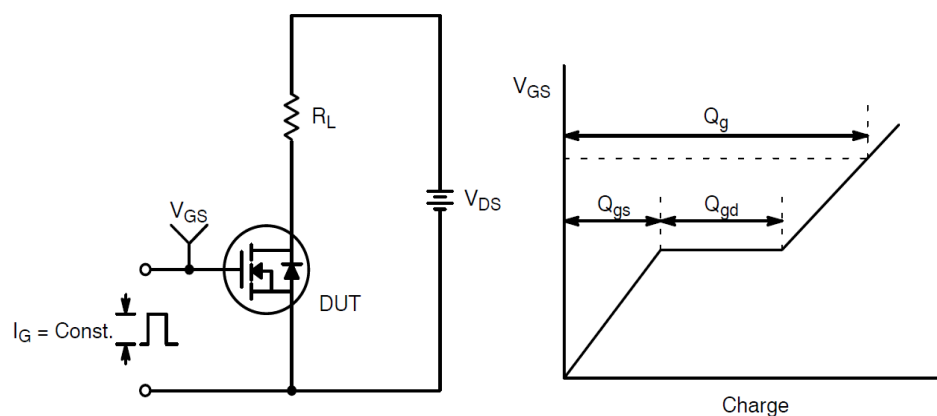 R_L
V_DS
V_GS
DUT
I_G = Const.
V_GS
Q_g
Q_gs
Q_gd
Charge